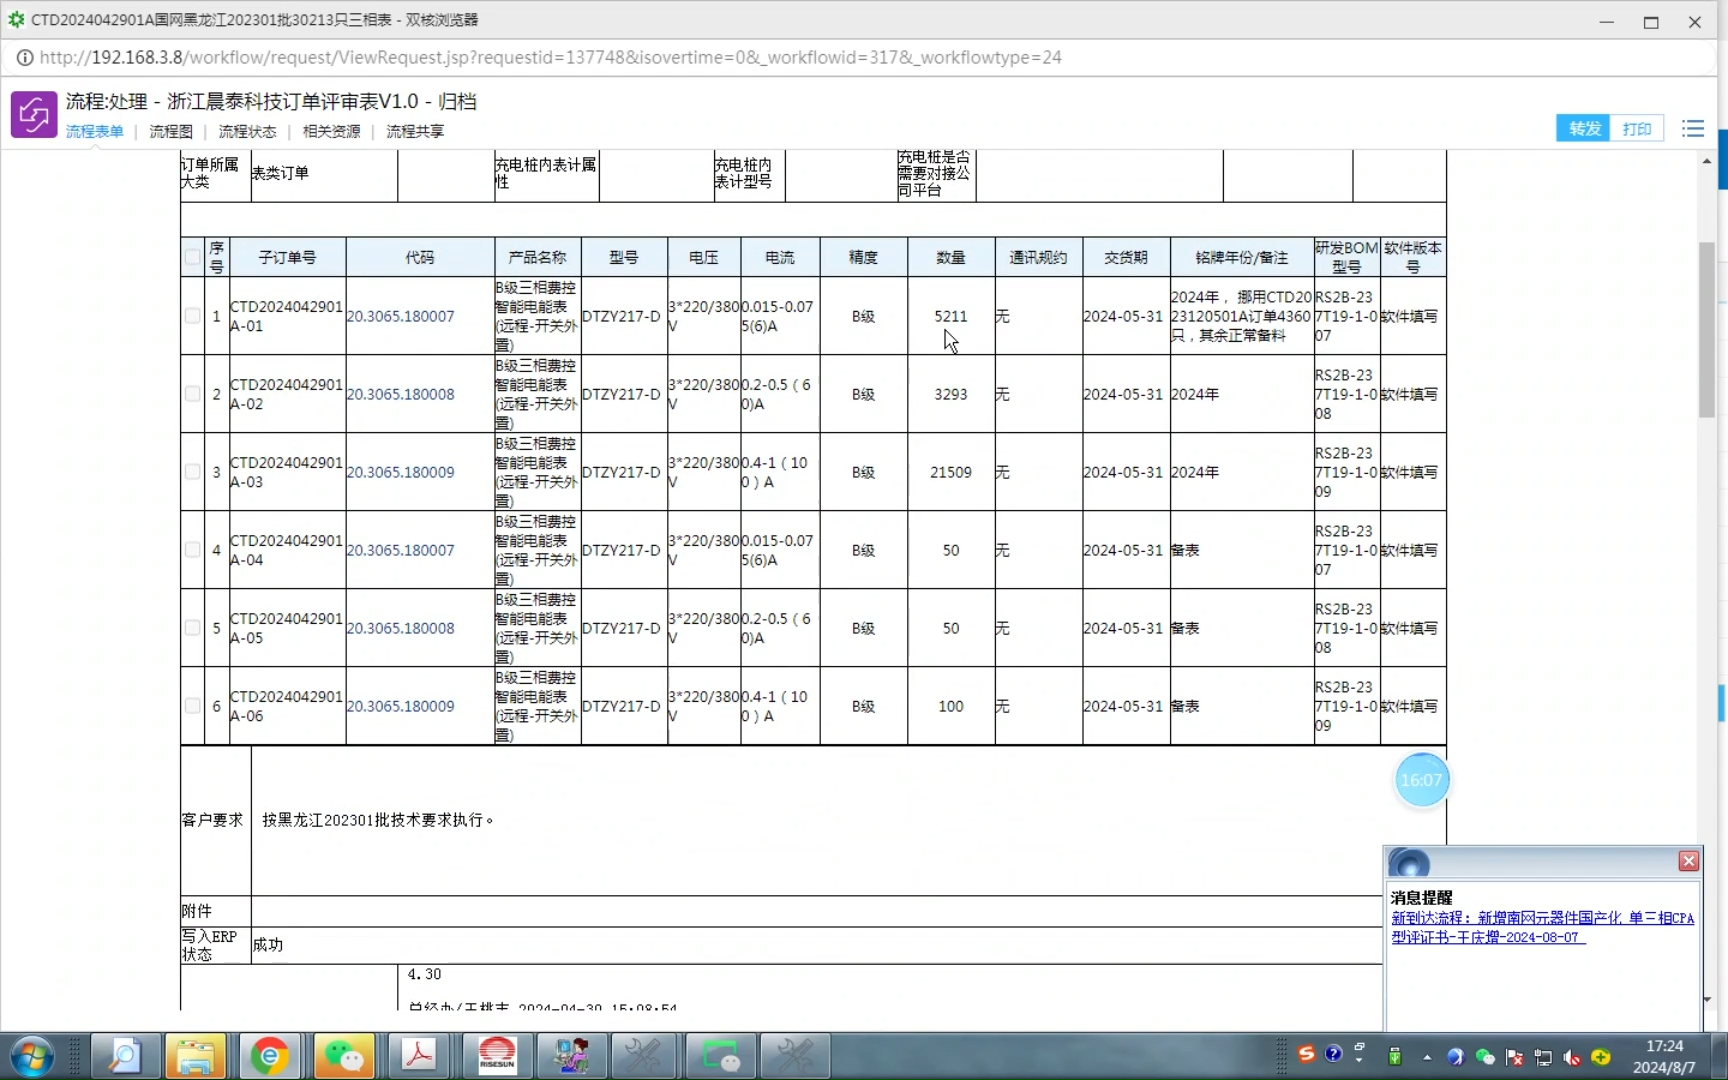 CTD2024042901A国网黑龙江202301批30213只三相表 - 双核浏览器
http://192.168.3.8/workflow/request/ViewRequest.jsp?requestid=137748&isovertime=0&_workflowid=317&_workflowtype=24
流程:处理 - 浙江晨泰科技订单评审表V1.0 - 归档
流程表单 | 流程图 | 流程状态 | 相关资源 | 流程共享
转发 打印
订单所属大类 表类订单 充电桩内表计属性 充电桩内表计型号 充电桩是否需要对接公司平台
序号 子订单号 代码 产品名称 型号 电压 电流 精度 数量 通讯规约 交货期 铭牌年份/备注 研发BOM型号 软件版本号
1 CTD2024042901A-01 20.3065.180007 B级三相费控智能电能表(远程-开关外置) DTZY217-D 3*220/380V 0.015-0.075(6)A B级 5211 无 2024-05-31 2024年，挪用CTD2023120501A订单4360只，其余正常备料 RS2B-237T19-1-007 软件填写
2 CTD2024042901A-02 20.3065.180008 B级三相费控智能电能表(远程-开关外置) DTZY217-D 3*220/380V 0.2-0.5（60)A B级 3293 无 2024-05-31 2024年 RS2B-237T19-1-008 软件填写
3 CTD2024042901A-03 20.3065.180009 B级三相费控智能电能表(远程-开关外置) DTZY217-D 3*220/380V 0.4-1（100）A B级 21509 无 2024-05-31 2024年 RS2B-237T19-1-009 软件填写
4 CTD2024042901A-04 20.3065.180007 B级三相费控智能电能表(远程-开关外置) DTZY217-D 3*220/380V 0.015-0.075(6)A B级 50 无 2024-05-31 备表 RS2B-237T19-1-007 软件填写
5 CTD2024042901A-05 20.3065.180008 B级三相费控智能电能表(远程-开关外置) DTZY217-D 3*220/380V 0.2-0.5（60)A B级 50 无 2024-05-31 备表 RS2B-237T19-1-008 软件填写
6 CTD2024042901A-06 20.3065.180009 B级三相费控智能电能表(远程-开关外置) DTZY217-D 3*220/380V 0.4-1（100）A B级 100 无 2024-05-31 备表 RS2B-237T19-1-009 软件填写
16:07
客户要求 按黑龙江202301批技术要求执行。
附件
写入ERP状态 成功
4.30
消息提醒
新到达流程：新增南网元器件国产化 单三相CPA
型评证书-王庆增-2024-08-07
RISESUN
17:24
2024/8/7